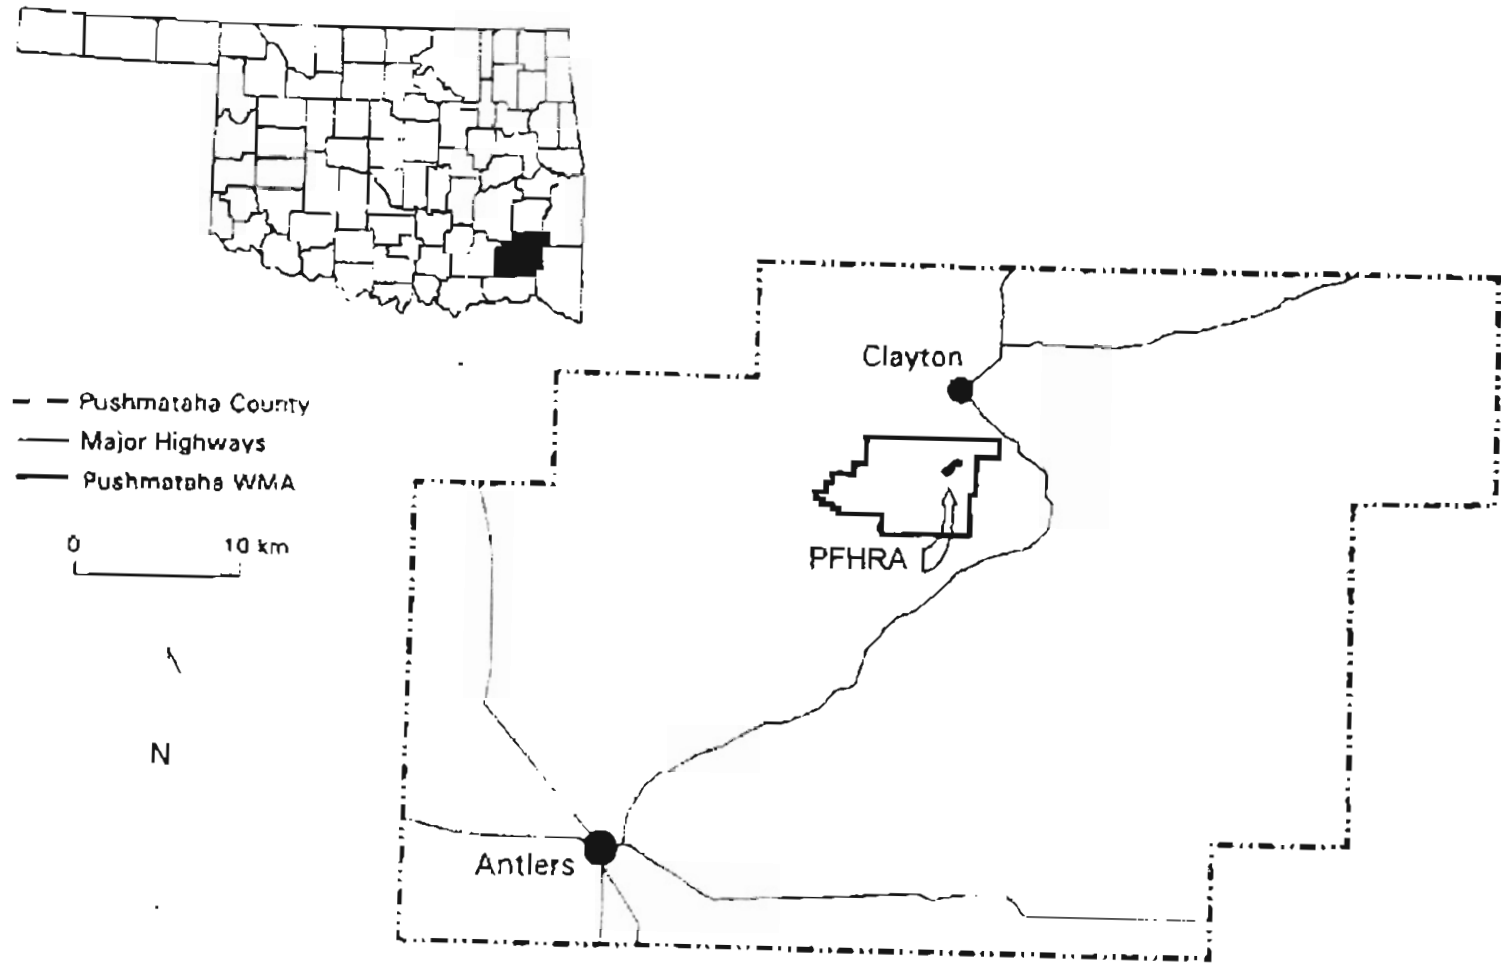 Clayton
Pushmataha County
Major Highways
Pushmataha WMA
0 10 km
PFHRA
N
Antlers